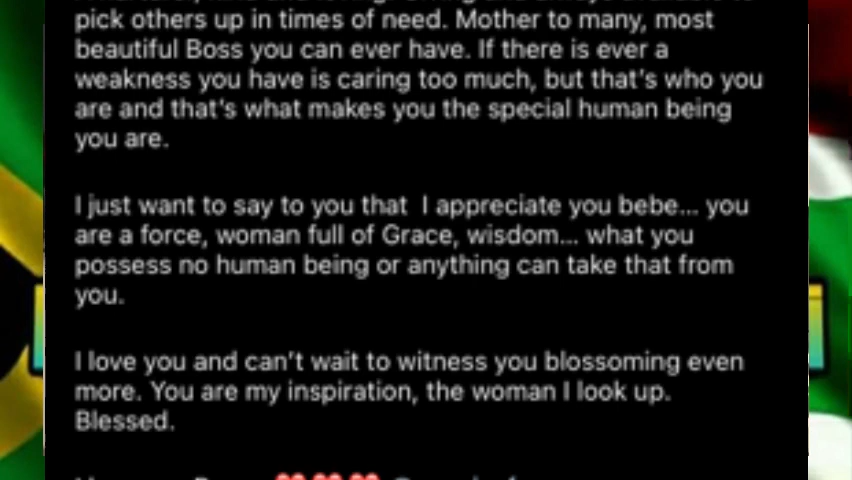 pick others up in times of need. Mother to many, most
beautiful Boss you can ever have. If there is ever a
weakness you have is caring too much, but that's who you
are and that's what makes you the special human being
you are.
I just want to say to you that  I appreciate you bebe... you
are a force, woman full of Grace, wisdom... what you
possess no human being or anything can take that from
you.
I love you and can't wait to witness you blossoming even
more. You are my inspiration, the woman I look up.
Blessed.